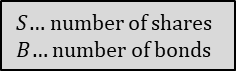 S … number of shares
B … number of bonds